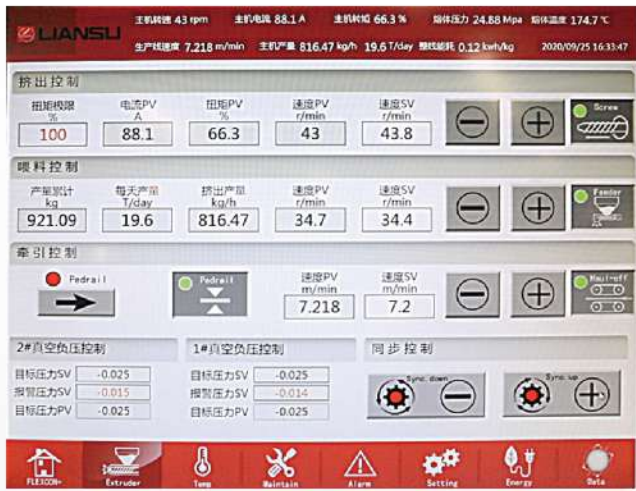 LIANSU
主机转速 43 rpm 主机电流 88.1 A 主机转矩 66.3 % 熔体压力 24.88 Mpa 熔体温度 174.7 ℃
生产线速度 7.218 m/min 主机产量 816.47 kg/h 19.6 T/day 整线能耗 0.12 kwh/kg 2020/09/25 16:33:47
挤出控制
扭矩极限 电流PV 扭矩PV 速度PV 速度SV
% A % r/min r/min
100 88.1 66.3 43 43.8
Screw
喂料控制
产量累计 每天产量 挤出产量 速度PV 速度SV
kg T/day kg/h r/min r/min
921.09 19.6 816.47 34.7 34.4
Feeder
牵引控制
Pedrail Pedrail 速度PV 速度SV
m/min m/min
7.218 7.2
Haul-off
2#真空负压控制 1#真空负压控制 同步控制
目标压力SV -0.025 目标压力SV -0.025
报警压力SV -0.015 报警压力SV -0.014
目标压力PV -0.025 目标压力PV -0.025
Sync. down Sync. up
FLEXCON+ Extruder Temp Maintain Alarm Setting Energy Data